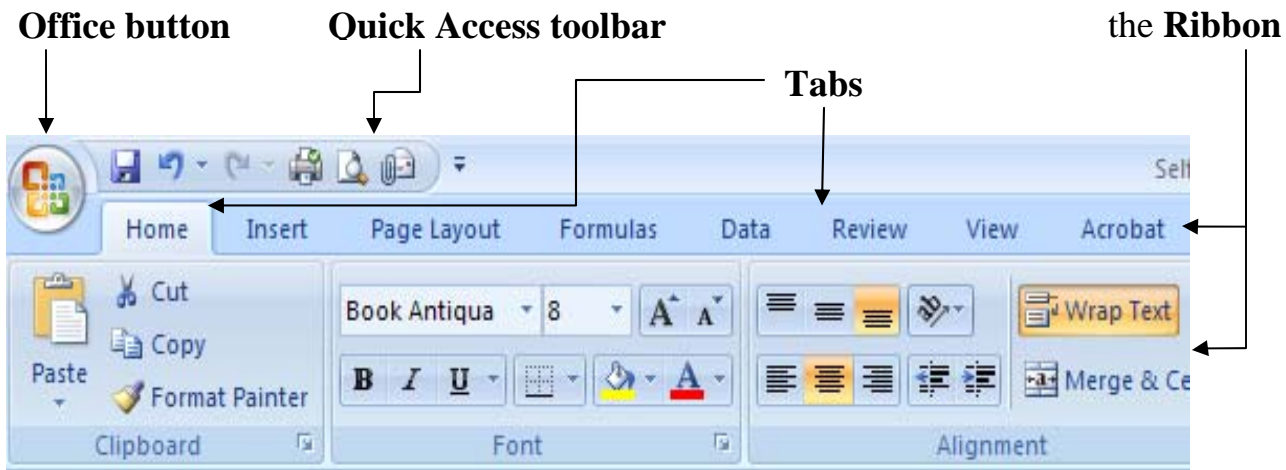 Office button Quick Access toolbar the Ribbon
Tabs
Self
Home Insert Page Layout Formulas Data Review View Acrobat
Cut
Book Antiqua 8 A A Wrap Text
Copy
Paste B I U A a Merge & Ce
Format Painter
Clipboard Font Alignment